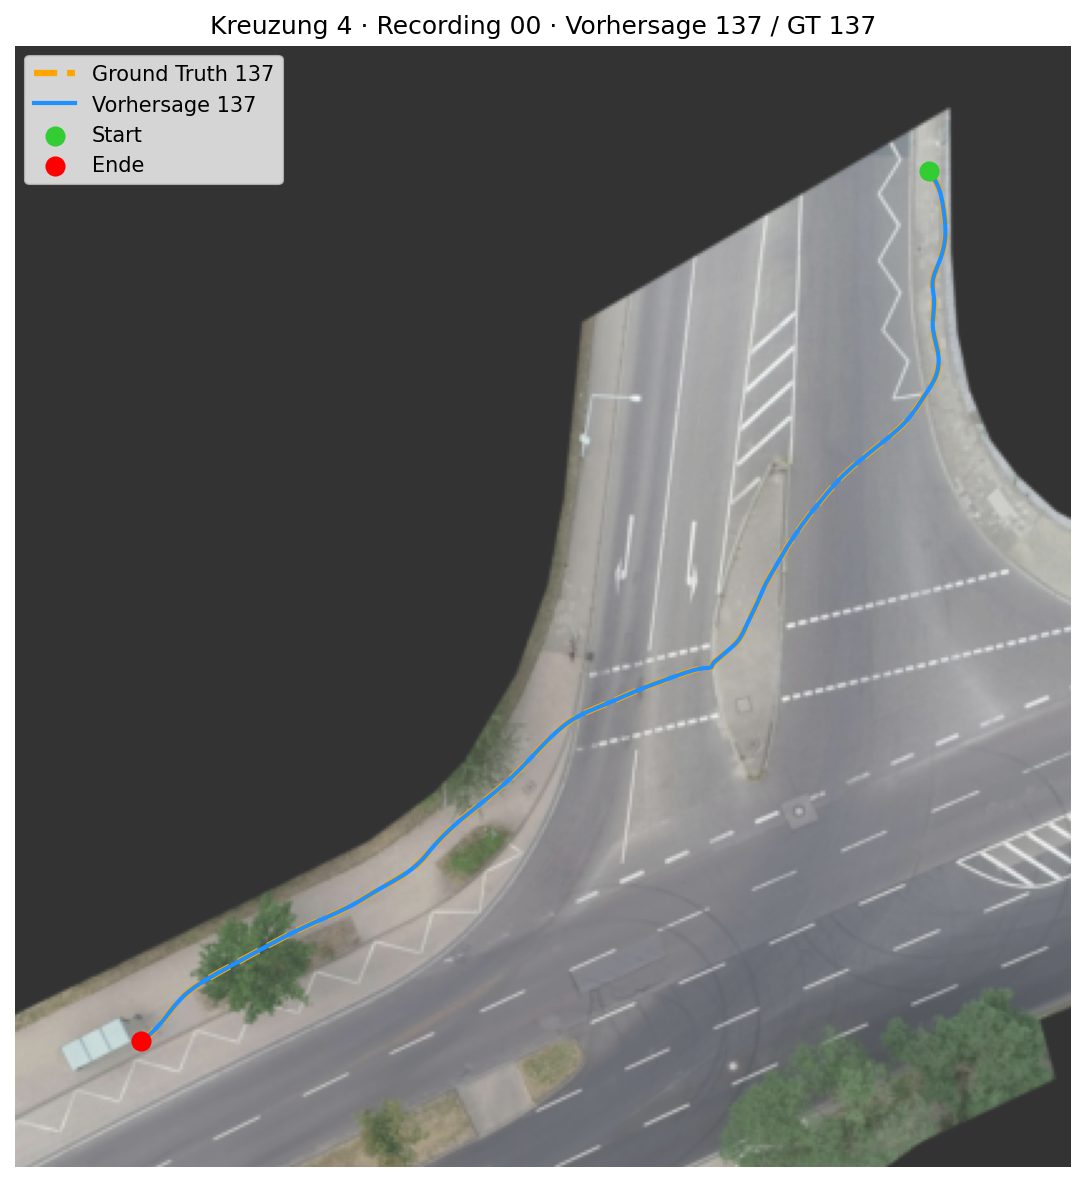 Kreuzung 4 · Recording 00 · Vorhersage 137 / GT 137
Ground Truth 137
Vorhersage 137
Start
Ende